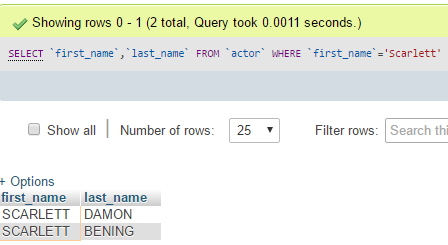 Showing rows 0 - 1 (2 total, Query took 0.0011 seconds.)
SELECT `first_name`,`last_name` FROM `actor` WHERE `first_name`='Scarlett'
Show all | Number of rows: 25 Filter rows: Search this
+ Options
first_name last_name
SCARLETT DAMON
SCARLETT BENING